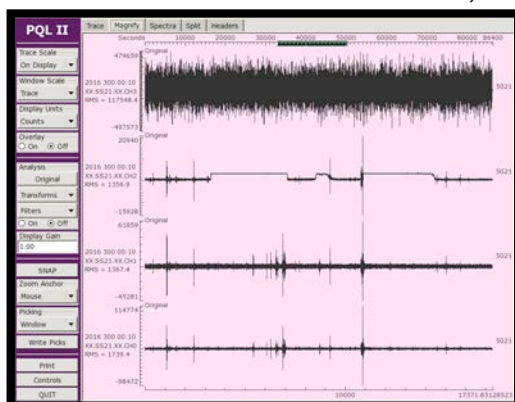 PQL II
Trace Magnify Spectra Split Headers
Trace Scale
On Display
Window Scale
Trace
Display Units
Counts
Overlay
On Off
Analysis
Original
Transforms
Filters
On Off
Display Gain
1.00
SNAP
Zoom Anchor
Mouse
Picking
Window
Write Picks
Print
Controls
QUIT
Seconds 10000 20000 30000 40000 50000 60000 70000 80000 86400
479659
Original
2016 300 00:10
XX.SS21.XX.CH3
RMS = 117548.4
5021
-497573
20940
Original
2016 300 00:10
XX.SS21.XX.CH2
RMS = 1356.9
5021
-15928
61859
Original
2016 300 00:10
XX.SS21.XX.CH1
RMS = 1367.4
5021
-45281
114774
Original
2016 300 00:10
XX.SS21.XX.CH0
RMS = 1739.4
5021
-98472
10000